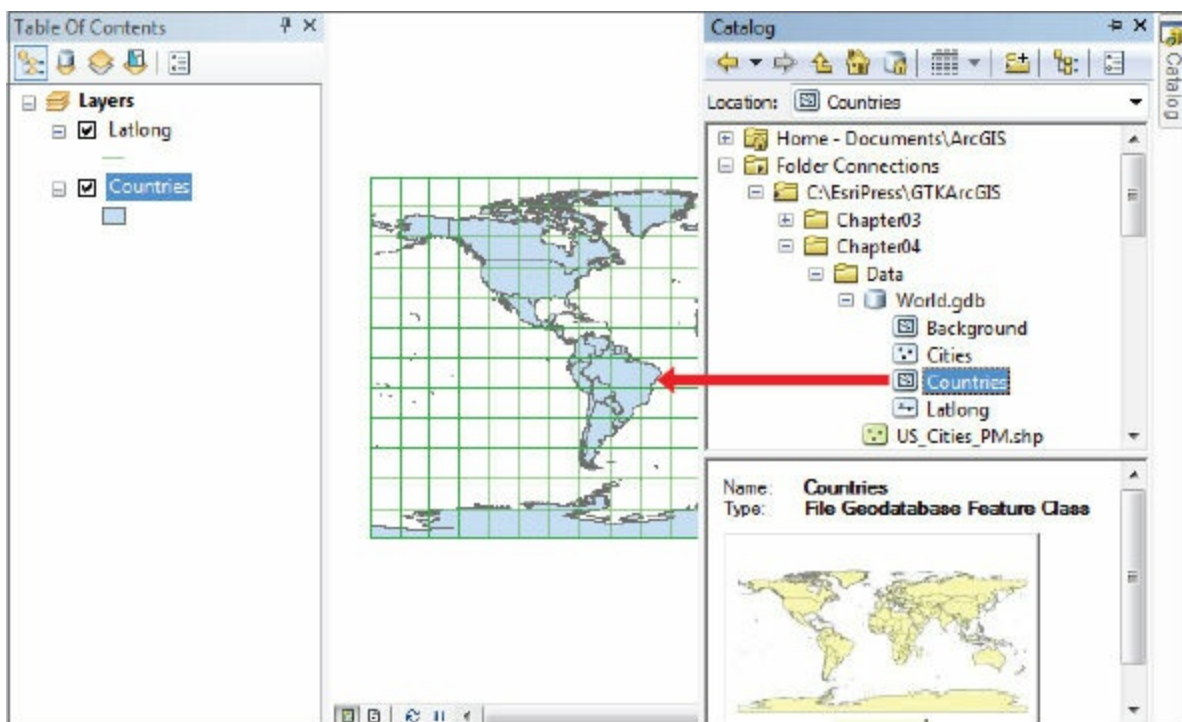 Table Of Contents
Layers
Latlong
Countries
Catalog
Location: Countries
Home - Documents\ArcGIS
Folder Connections
C:\EsriPress\GTKArcGIS
Chapter03
Chapter04
Data
World.gdb
Background
Cities
Countries
Latlong
US_Cities_PM.shp
Name: Countries
Type: File Geodatabase Feature Class
Catalog